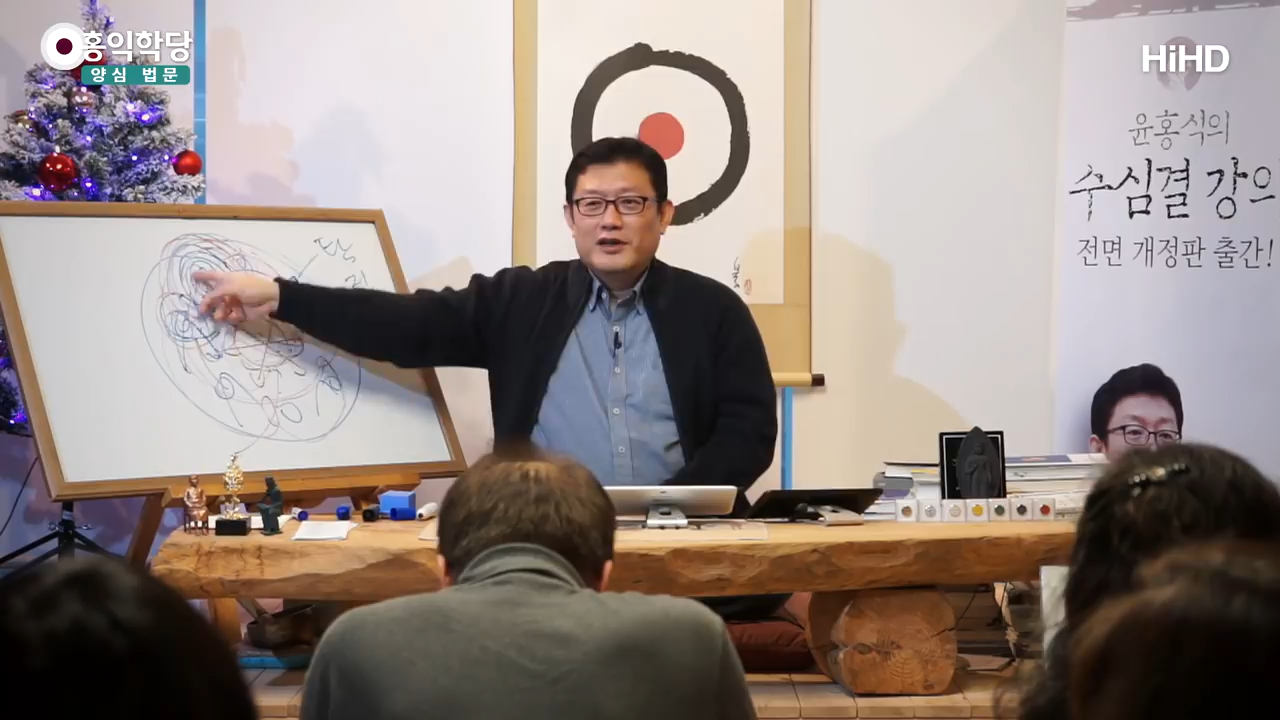 홍익학당
양심 법문
HiHD
윤홍식의
수심결 강의
전면 개정판 출간!